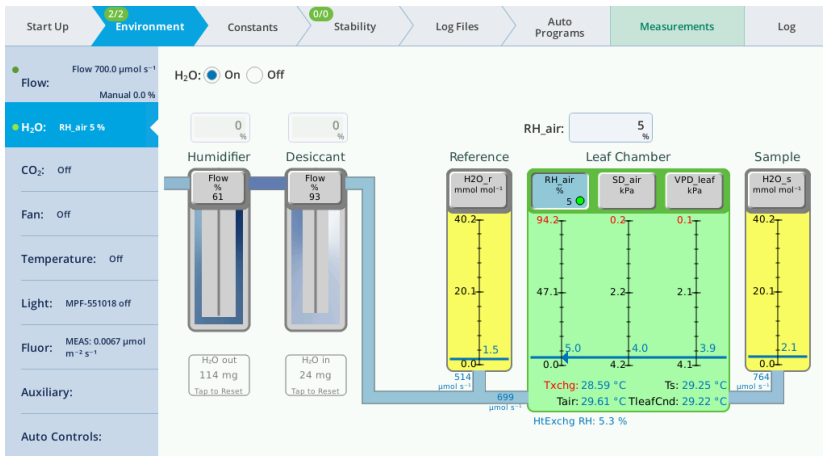 Start Up
2/2
Environment
Constants
0/0
Stability
Log Files
Auto
Programs
Measurements
Log
Flow:
Flow 700.0 µmol s⁻¹
Manual 0.0 %
H₂O: RH_air 5 %
CO₂: Off
Fan: Off
Temperature: Off
Light: MPF-551018 off
Fluor: MEAS: 0.0067 µmol
m⁻² s⁻¹
Auxiliary:
Auto Controls:
H₂O: On Off
0
%
0
%
RH_air: 5
%
Humidifier
Desiccant
Reference
Leaf Chamber
Sample
Flow
%
61
Flow
%
93
H2O_r
mmol mol⁻¹
RH_air
%
5
SD_air
kPa
VPD_leaf
kPa
H2O_s
mmol mol⁻¹
40.2
20.1
0.0
1.5
94.2
47.1
0.0
5.0
0.2
2.2
4.2
4.0
0.1
2.1
4.1
3.9
40.2
20.1
0.0
2.1
H₂O out
114 mg
Tap to Reset
H₂O in
24 mg
Tap to Reset
514
µmol s⁻¹
699
µmol s⁻¹
764
µmol s⁻¹
Txchg: 28.59 °C Ts: 29.25 °C
Tair: 29.61 °C TleafCnd: 29.22 °C
HtExchg RH: 5.3 %